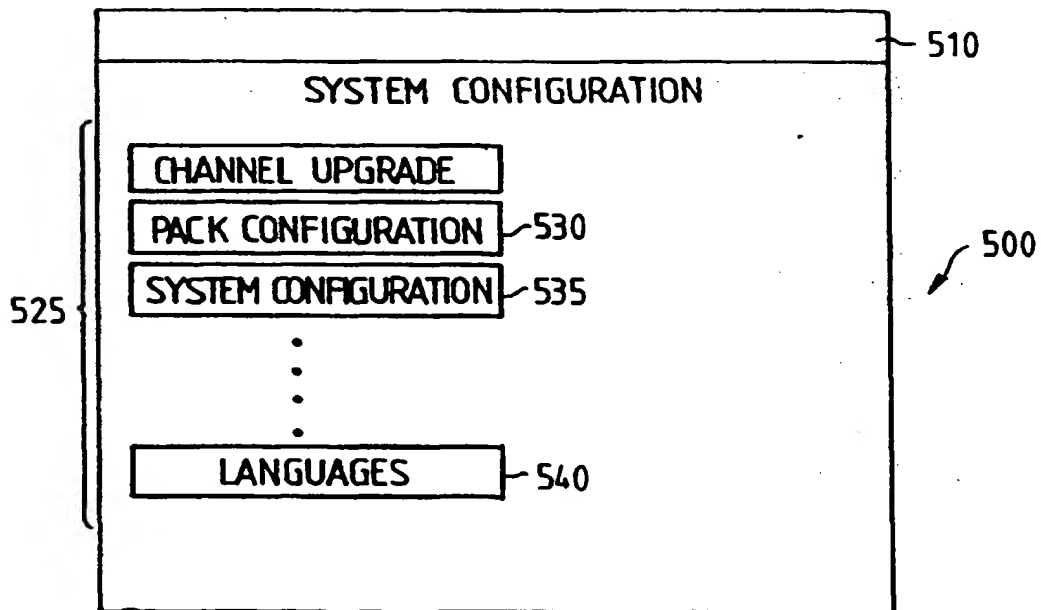 510
SYSTEM CONFIGURATION
CHANNEL UPGRADE
PACK CONFIGURATION 530
500
SYSTEM CONFIGURATION 535
525
LANGUAGES 540